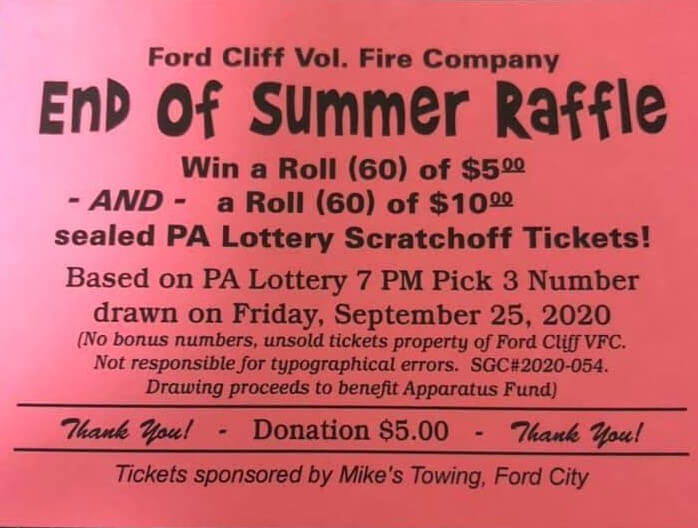 Ford Cliff Vol. Fire Company
End Of Summer Raffle
Win a Roll (60) of $5.00
- AND - a Roll (60) of $10.00
sealed PA Lottery Scratchoff Tickets!
Based on PA Lottery 7 PM Pick 3 Number
drawn on Friday, September 25, 2020
(No bonus numbers, unsold tickets property of Ford Cliff VFC.
Not responsible for typographical errors. SGC#2020-054.
Drawing proceeds to benefit Apparatus Fund)
Thank You! - Donation $5.00 - Thank You!
Tickets sponsored by Mike's Towing, Ford City